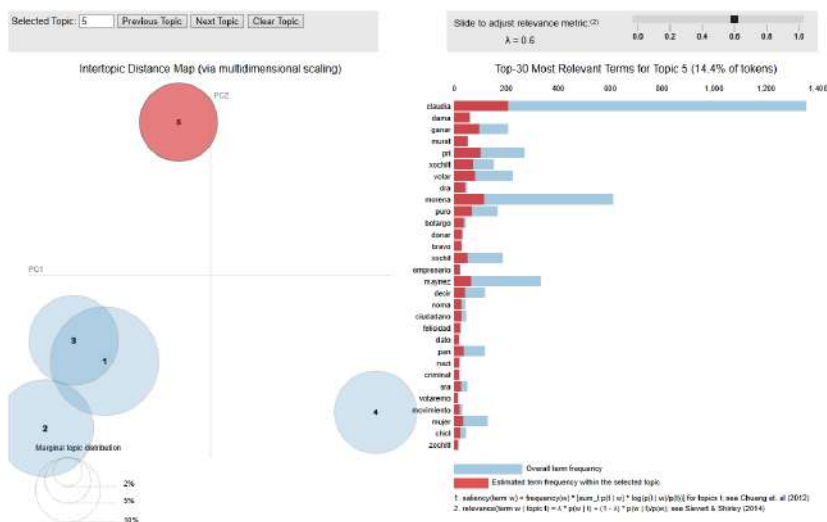 Selected Topic: 5 Previous Topic Next Topic Clear Topic
Slide to adjust relevance metric:(2)
λ = 0.6
0.0 0.2 0.4 0.6 0.8 1.0
Intertopic Distance Map (via multidimensional scaling)
PC2
PC1
5
3
1
2
4
Marginal topic distribution
2%
5%
10%
Top-30 Most Relevant Terms for Topic 5 (14.4% of tokens)
0 200 400 600 800 1,000 1,200 1,400
claudia
dama
ganar
murat
pri
xochitl
votar
dra
morena
puro
botargo
donar
bravo
xochil
empresario
maynez
decir
noma
ciudadano
felicidad
dato
pan
nazi
criminal
sra
votaremo
movimiento
mujer
chicil
zochitl
Overall term frequency
Estimated term frequency within the selected topic
1. saliency(term w) = frequency(w) * [sum_t p(t | w) * log(p(t | w)/p(t))] for topics t; see Chuang et. al (2012)
2. relevance(term w | topic t) = λ * p(w | t) + (1 - λ) * p(w | t)/p(w); see Sievert & Shirley (2014)